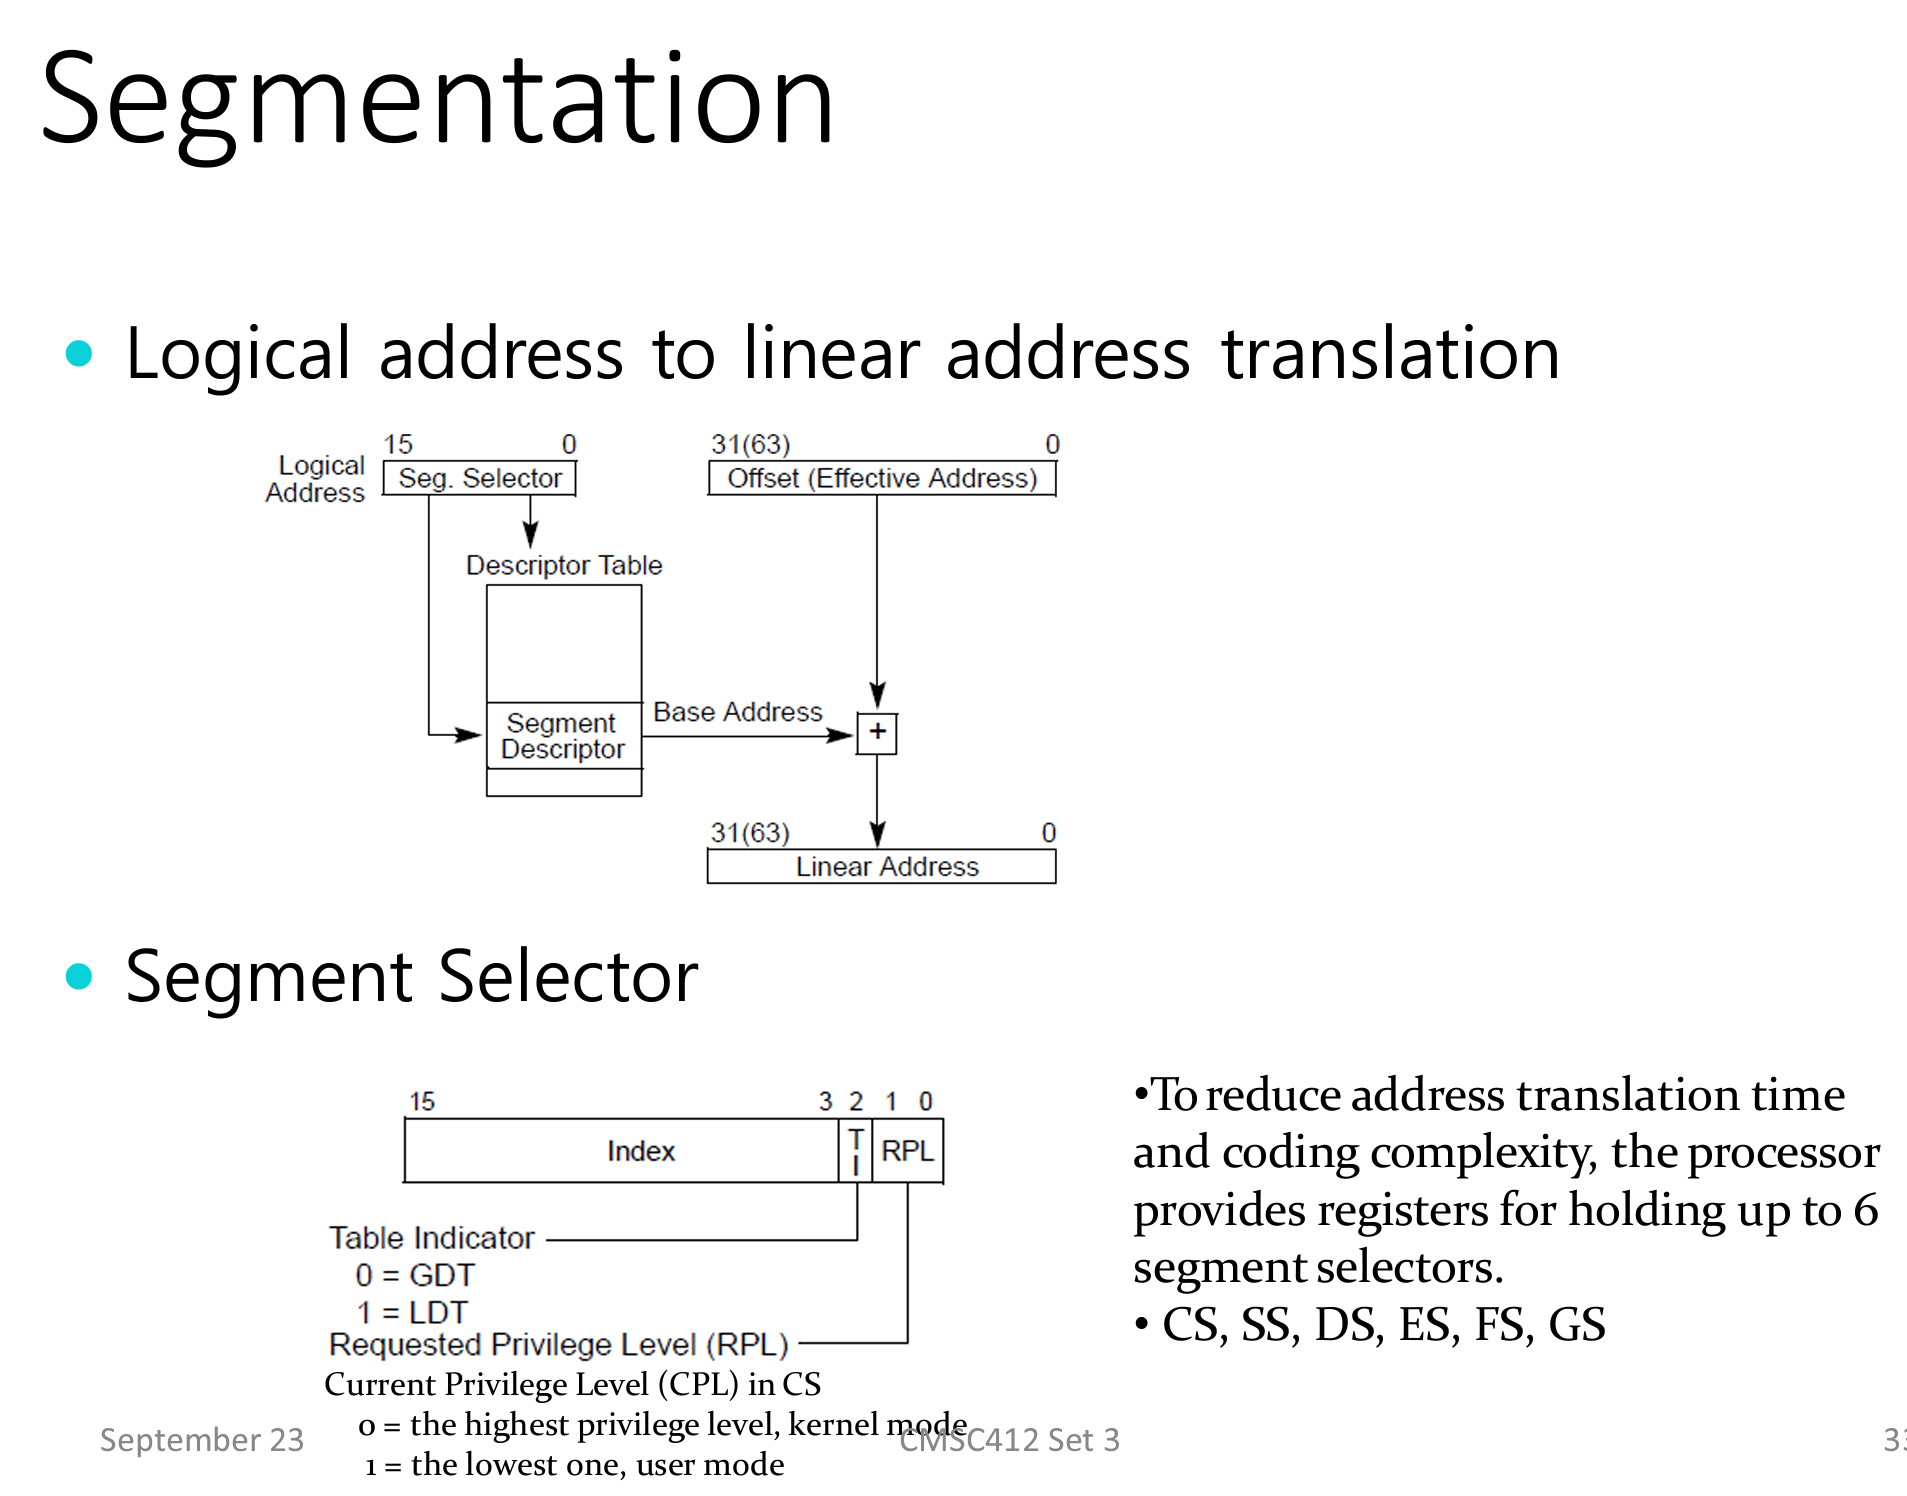 Segmentation
• Logical address to linear address translation
15 0 31(63) 0
Logical
Address
Seg. Selector
Offset (Effective Address)
Descriptor Table
Base Address
Segment
Descriptor
+
31(63) 0
Linear Address
• Segment Selector
15 3 2 1 0
Index
T
I
RPL
Table Indicator
0 = GDT
1 = LDT
Requested Privilege Level (RPL)
Current Privilege Level (CPL) in CS
0 = the highest privilege level, kernel mode
1 = the lowest one, user mode
•To reduce address translation time
and coding complexity, the processor
provides registers for holding up to 6
segment selectors.
• CS, SS, DS, ES, FS, GS
September 23
CMSC412 Set 3
33